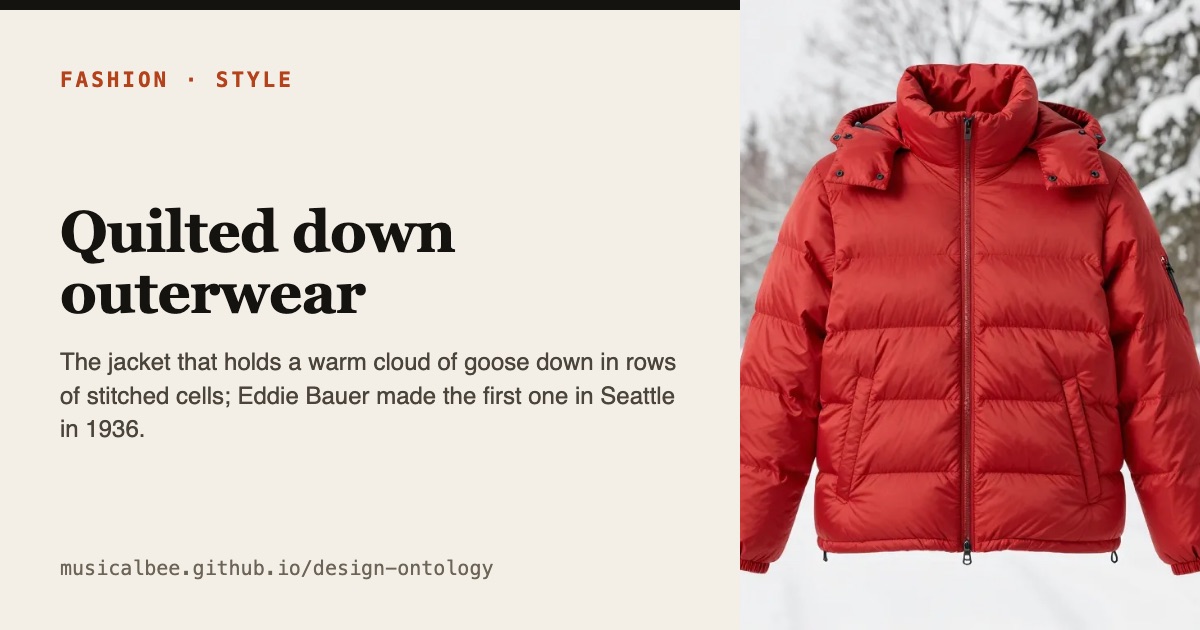 FASHION · STYLE
Quilted down
outerwear
The jacket that holds a warm cloud of goose down in rows
of stitched cells; Eddie Bauer made the first one in Seattle
in 1936.
musicalbee.github.io/design-ontology